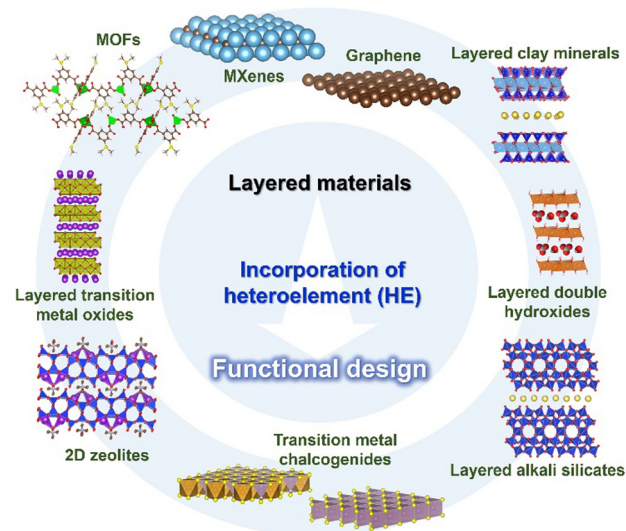 MOFs
MXenes
Graphene
Layered clay minerals
Layered materials
Layered transition
metal oxides
Incorporation of
heteroelement (HE)
Layered double
hydroxides
Functional design
2D zeolites
Transition metal
chalcogenides
Layered alkali silicates